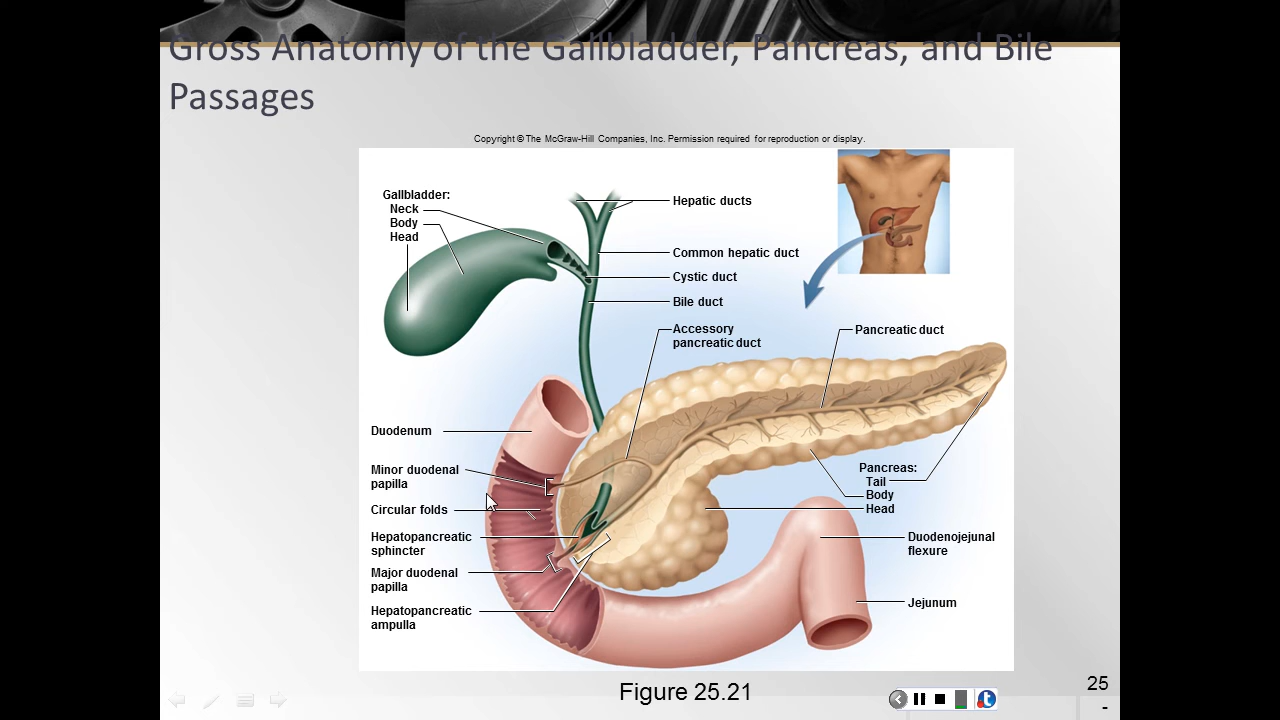 Gross Anatomy of the Gallbladder, Pancreas, and Bile
Passages
Copyright © The McGraw-Hill Companies, Inc. Permission required for reproduction or display.
Gallbladder:
Neck
Body
Head
Hepatic ducts
Common hepatic duct
Cystic duct
Bile duct
Accessory
pancreatic duct
Pancreatic duct
Duodenum
Minor duodenal
papilla
Circular folds
Hepatopancreatic
sphincter
Major duodenal
papilla
Hepatopancreatic
ampulla
Pancreas:
Tail
Body
Head
Duodenojejunal
flexure
Jejunum
Figure 25.21
25
-
t